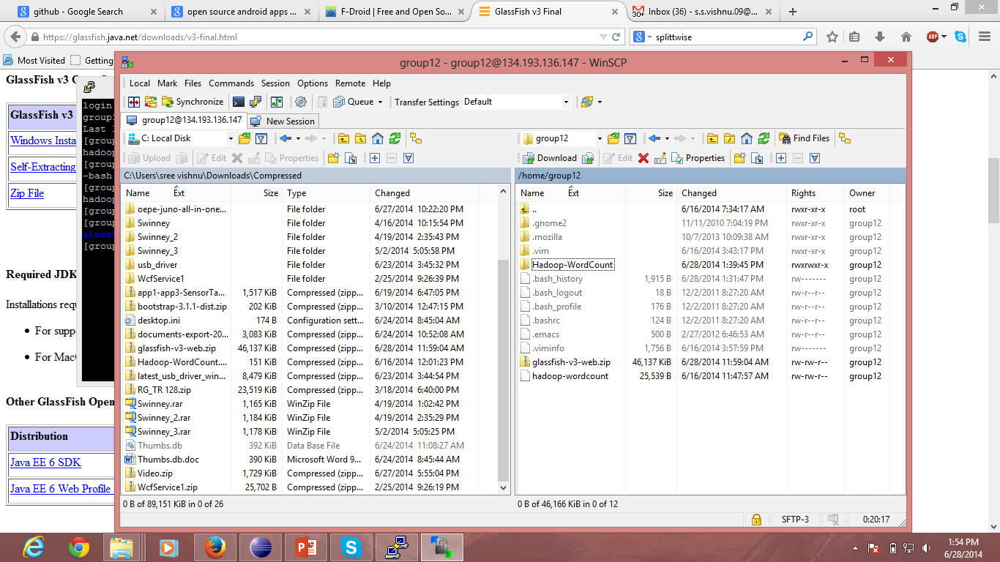 github - Google Search
open source android apps ...
F-Droid | Free and Open So...
GlassFish v3 Final
30+
Inbox (36) - s.s.vishnu.09@...
https://glassfish.java.net/downloads/v3-final.html
splittwise
ABP
Most Visited
Getting
GlassFish v3
GlassFish v3
Windows Insta
Self-Extracting
Zip File
Required JDK
Installations requ
For suppo
For MacO
Other GlassFish Open
Distribution
Java EE 6 SDK
Java EE 6 Web Profile
login
group1
Last l
[group
hadoop
[group
-bash
[group
hadoop
[group
[group
glassf
[group
group12 - group12@134.193.136.147 - WinSCP
Local Mark Files Commands Session Options Remote Help
Synchronize
Queue
Transfer Settings Default
group12@134.193.136.147
New Session
C: Local Disk
group12
Find Files
Upload
Edit
Properties
Download
Edit
Properties
C:\Users\sree vishnu\Downloads\Compressed
Name Ext Size Type Changed
oepe-juno-all-in-one... File folder 6/27/2014 10:22:20 PM
Swinney File folder 4/16/2014 10:15:54 PM
Swinney_2 File folder 4/19/2014 2:35:43 PM
Swinney_3 File folder 5/2/2014 5:05:58 PM
usb_driver File folder 6/23/2014 3:45:32 PM
WcfService1 File folder 2/25/2014 9:26:39 PM
app1-app3-SensorTa... 1,517 KiB Compressed (zipp... 6/19/2014 6:47:05 PM
bootstrap-3.1.1-dist.zip 202 KiB Compressed (zipp... 3/10/2014 12:47:15 PM
desktop.ini 174 B Configuration sett... 6/24/2014 8:45:04 AM
documents-export-20... 3,083 KiB Compressed (zipp... 6/24/2014 10:52:08 AM
glassfish-v3-web.zip 46,137 KiB Compressed (zipp... 6/28/2014 11:59:04 AM
Hadoop-WordCount.... 151 KiB Compressed (zipp... 6/16/2014 12:01:23 PM
latest_usb_driver_win... 8,479 KiB Compressed (zipp... 6/23/2014 3:44:54 PM
RG_TR 128.zip 23,519 KiB Compressed (zipp... 3/18/2014 6:40:00 PM
Swinney.rar 1,165 KiB WinZip File 4/19/2014 1:02:42 PM
Swinney_2.rar 1,184 KiB WinZip File 4/19/2014 2:35:29 PM
Swinney_3.rar 1,178 KiB WinZip File 5/2/2014 5:05:25 PM
Thumbs.db 392 KiB Data Base File 6/24/2014 11:08:27 AM
Thumbs.db.doc 390 KiB Microsoft Word 9... 6/24/2014 8:45:44 AM
Video.zip 1,729 KiB Compressed (zipp... 6/27/2014 5:55:04 PM
WcfService1.zip 25,702 B Compressed (zipp... 2/25/2014 9:26:19 PM
0 B of 89,151 KiB in 0 of 26
/home/group12
Name Ext Size Changed Rights Owner
.. 6/16/2014 7:34:17 AM rwxr-xr-x root
.gnome2 11/11/2010 7:04:19 PM rwxr-xr-x group12
.mozilla 10/7/2013 10:09:38 AM rwxr-xr-x group12
.vim 6/16/2014 3:43:17 PM rwxr-xr-x group12
Hadoop-WordCount 6/28/2014 1:39:45 PM rwxrwxr-x group12
.bash_history 1,915 B 6/28/2014 1:31:47 PM rw------- group12
.bash_logout 18 B 12/2/2011 8:27:20 AM rw-r--r-- group12
.bash_profile 176 B 12/2/2011 8:27:20 AM rw-r--r-- group12
.bashrc 124 B 12/2/2011 8:27:20 AM rw-r--r-- group12
.emacs 500 B 2/27/2012 6:46:53 AM rw-r--r-- group12
.viminfo 1,756 B 6/16/2014 3:57:59 PM rw------- group12
glassfish-v3-web.zip 46,137 KiB 6/28/2014 11:59:04 AM rw-rw-r-- group12
hadoop-wordcount 25,539 B 6/16/2014 11:47:57 AM rw-rw-r-- group12
0 B of 46,166 KiB in 0 of 12
SFTP-3
0:20:17
1:54 PM
6/28/2014